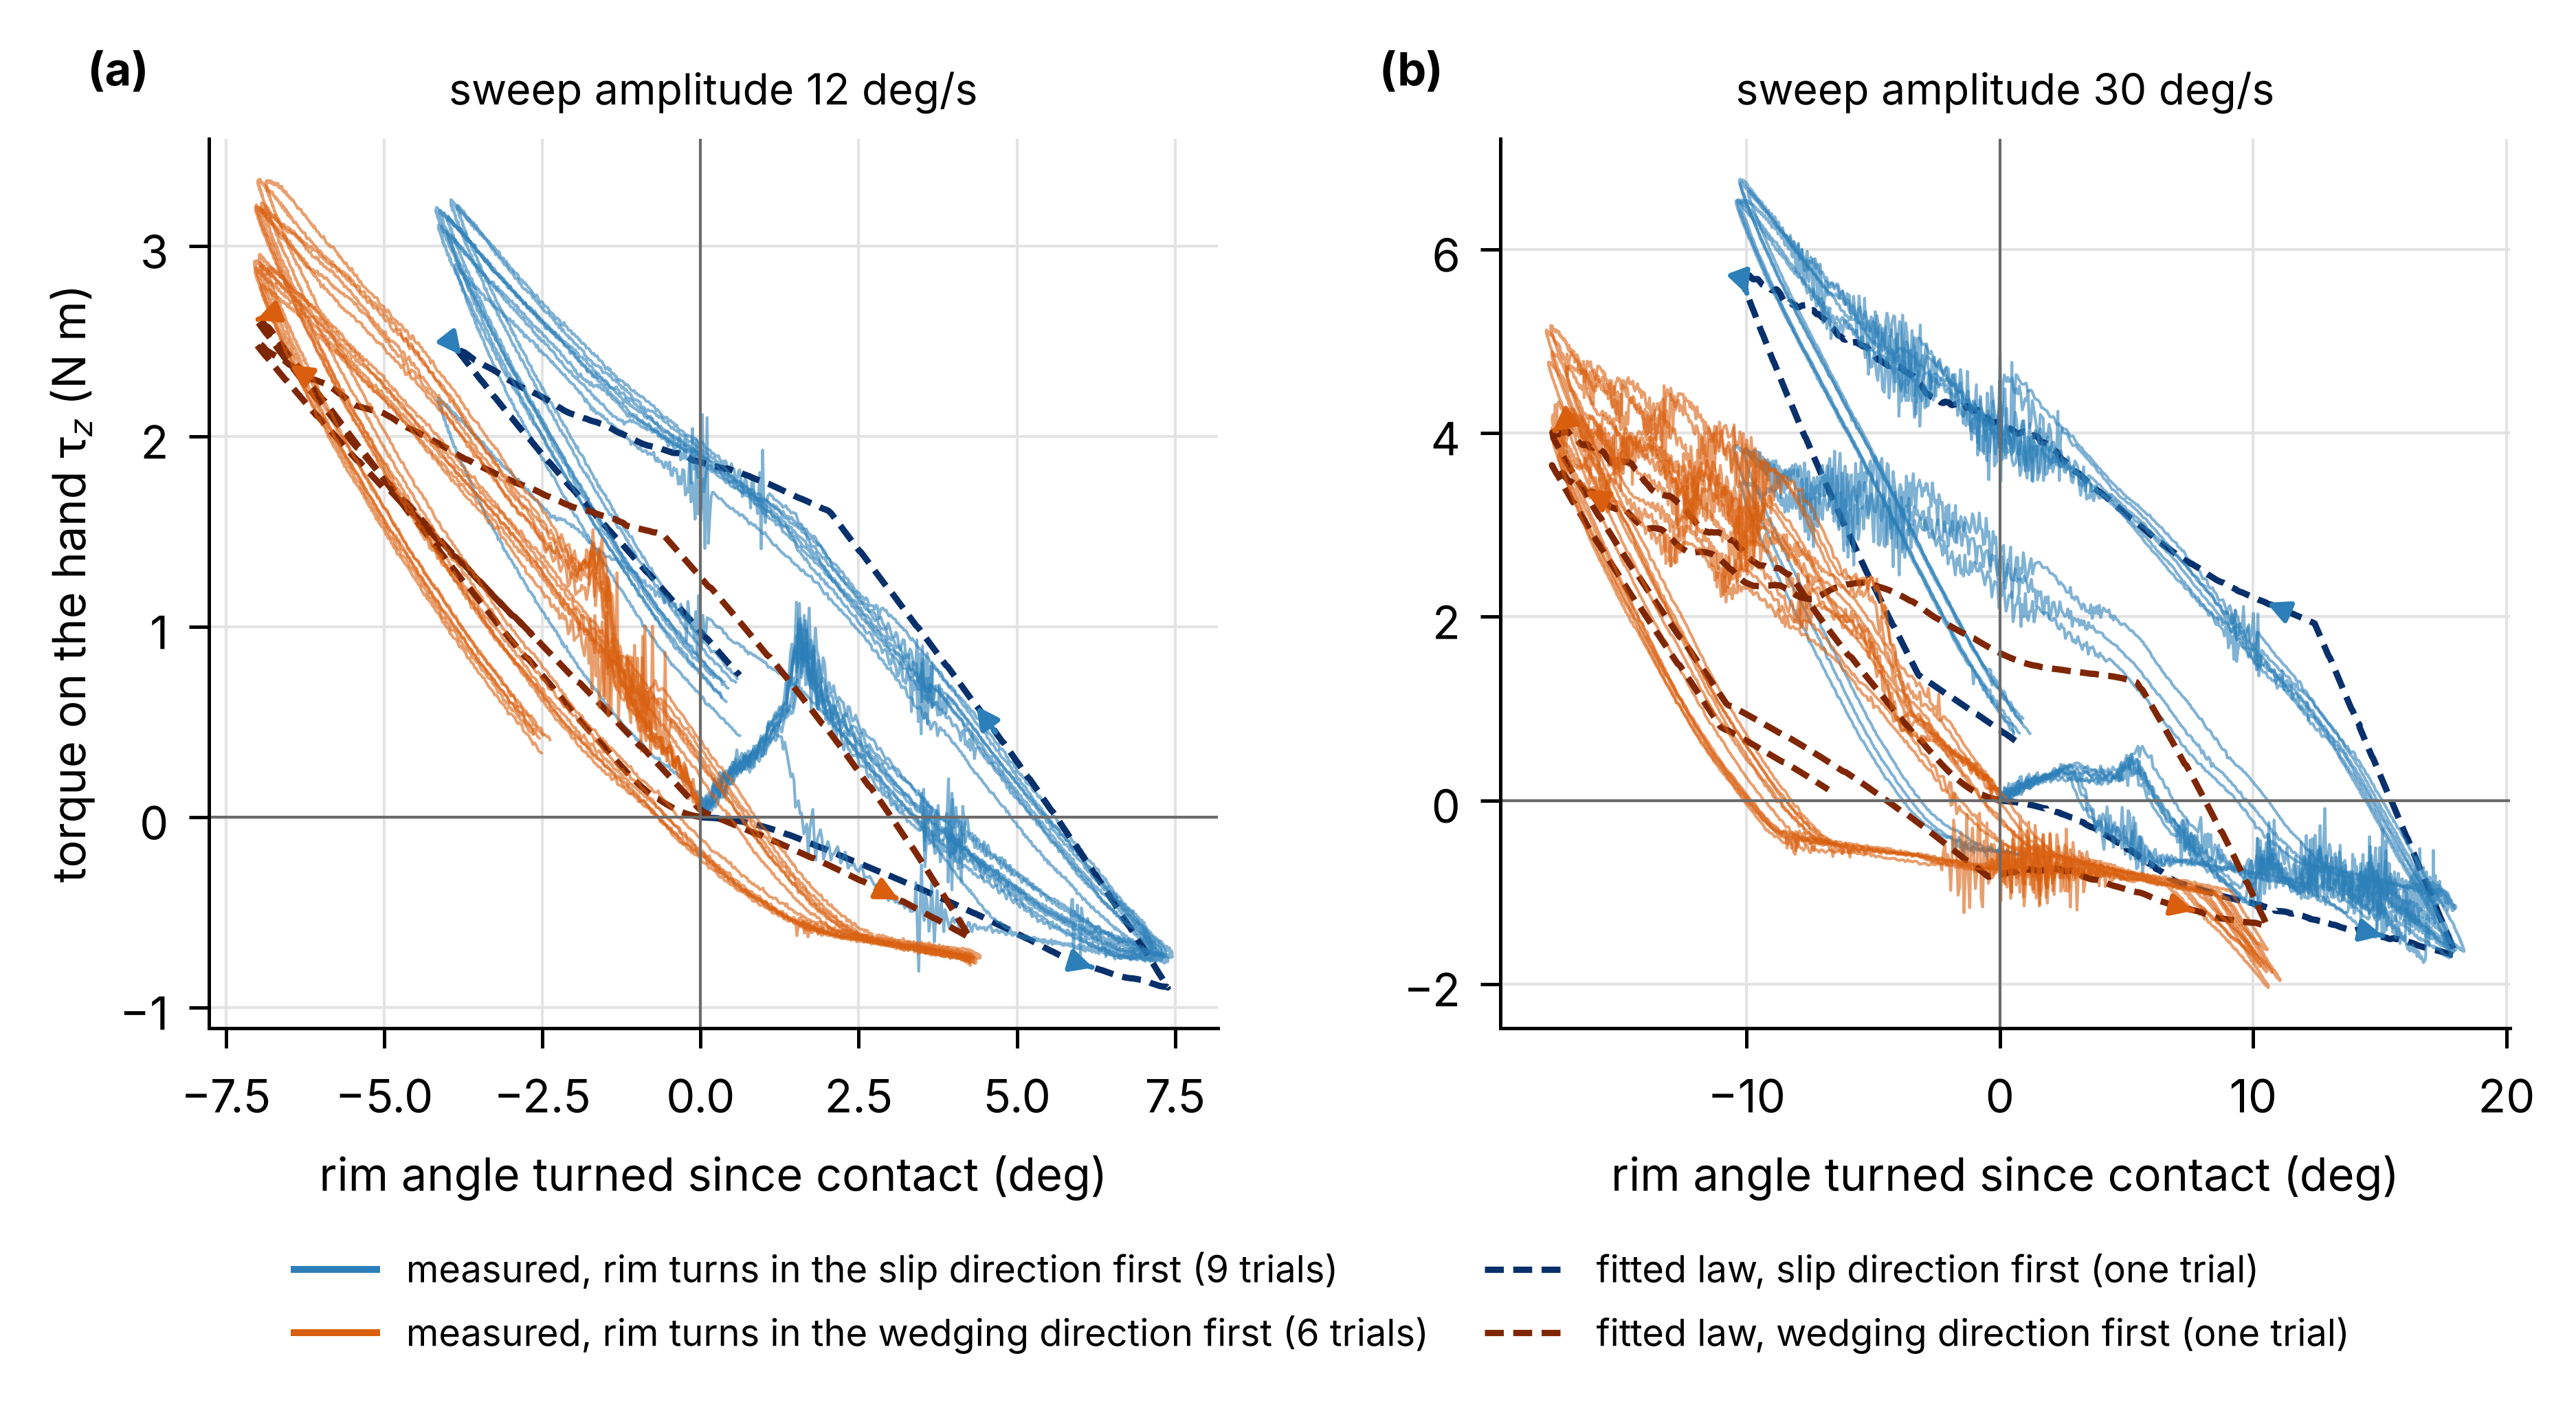 (a)
sweep amplitude 12 deg/s
torque on the hand τz (N m)
3
2
1
0
−1
−7.5 −5.0 −2.5 0.0 2.5 5.0 7.5
rim angle turned since contact (deg)
(b)
sweep amplitude 30 deg/s
6
4
2
0
−2
−10 0 10 20
rim angle turned since contact (deg)
measured, rim turns in the slip direction first (9 trials)
measured, rim turns in the wedging direction first (6 trials)
fitted law, slip direction first (one trial)
fitted law, wedging direction first (one trial)